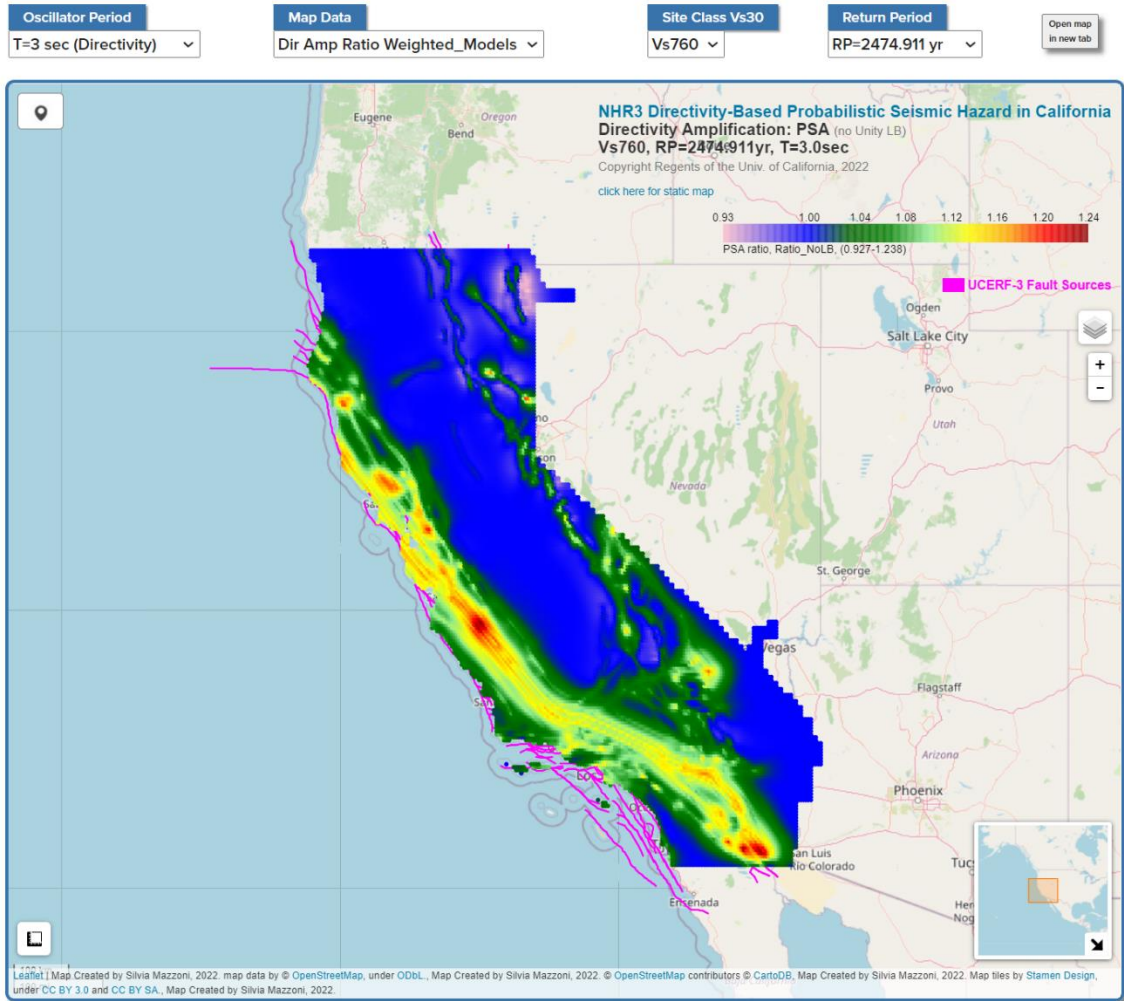 Oscillator Period
Map Data
Site Class Vs30
Return Period
T=3 sec (Directivity)
Dir Amp Ratio Weighted_Models
Vs760
RP=2474.911 yr
Open map
in new tab
NHR3 Directivity-Based Probabilistic Seismic Hazard in California
Directivity Amplification: PSA (no Unity LB)
Vs760, RP=2474.911yr, T=3.0sec
Copyright Regents of the Univ. of California, 2022
click here for static map
0.93 1.00 1.04 1.08 1.12 1.16 1.20 1.24
PSA ratio, Ratio_NoLB, (0.927-1.238)
UCERF-3 Fault Sources
Eugene
Oregon
Bend
Ogden
Salt Lake City
+
−
Provo
Utah
Nevada
St. George
Vegas
Flagstaff
Arizona
Phoenix
San Luis
Rio Colorado
Ensenada
Leaflet | Map Created by Silvia Mazzoni, 2022. map data by © OpenStreetMap, under ODbL., Map Created by Silvia Mazzoni, 2022. © OpenStreetMap contributors © CartoDB, Map Created by Silvia Mazzoni, 2022. Map tiles by Stamen Design,
under CC BY 3.0 and CC BY SA., Map Created by Silvia Mazzoni, 2022.